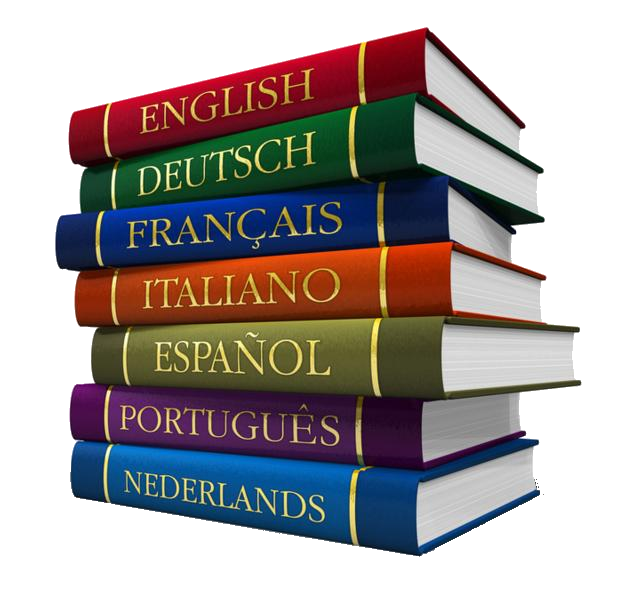 ENGLISH
DEUTSCH
FRANÇAIS
ITALIANO
ESPAÑOL
PORTUGUÊS
NEDERLANDS